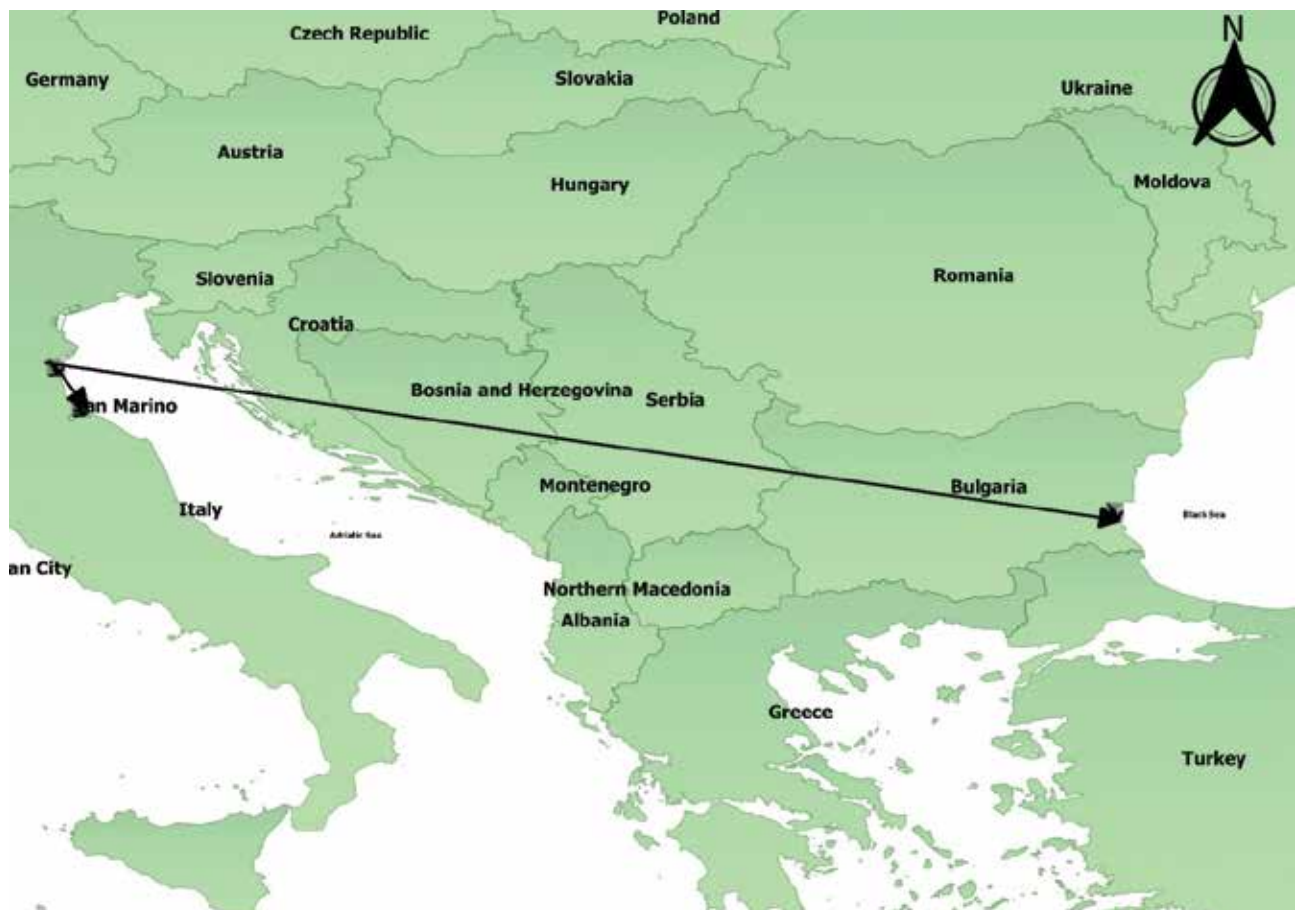 Poland
Czech Republic
N
Germany
Slovakia
Ukraine
Austria
Moldova
Hungary
Slovenia
Romania
Croatia
Bosnia and Herzegovina
Serbia
an Marino
Montenegro
Bulgaria
Italy
Black Sea
Adriatic Sea
an City
Northern Macedonia
Albania
Greece
Turkey